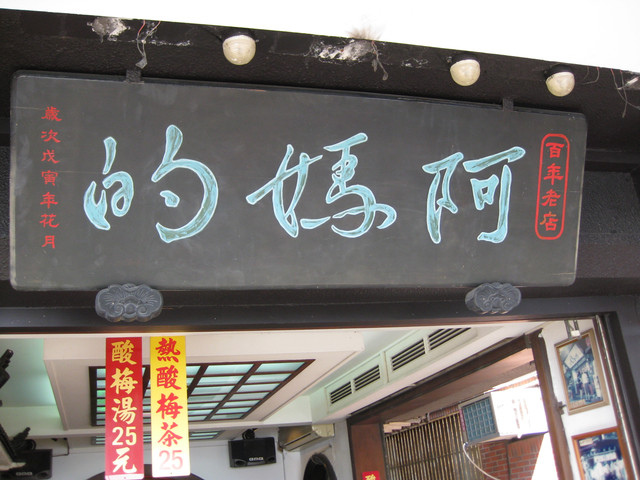 百年老店
阿媽的
歲次戊寅年花月
熱酸梅茶25
酸梅湯25元